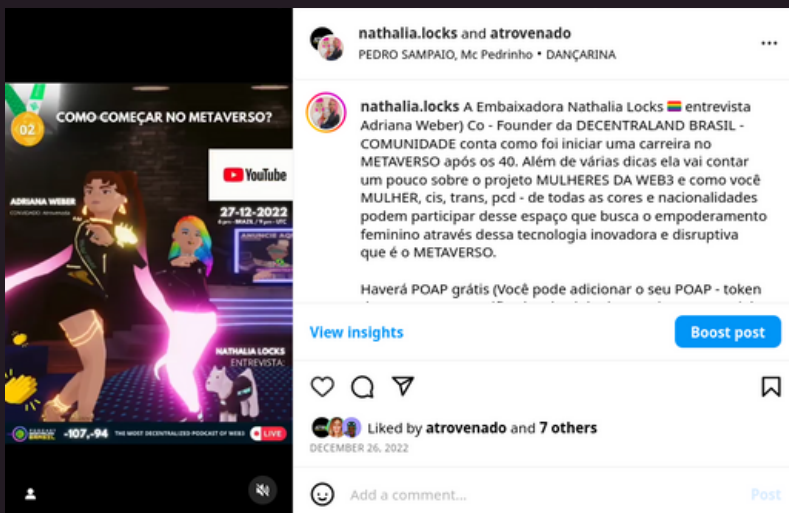 02
COMO COMEÇAR NO METAVERSO?
YouTube
ADRIANA WEBER
27-12-2022
ANUNCIE AQUI
NATHALIA LOCKS
ENTREVISTA:
BRASIL
-107,-94
THE MOST DECENTRALIZED PODCAST OF WEB3
LIVE
nathalia.locks and atrovenado
PEDRO SAMPAIO, Mc Pedrinho • DANÇARINA
nathalia.locks A Embaixadora Nathalia Locks 🏳️‍🌈 entrevista
Adriana Weber) Co - Founder da DECENTRALAND BRASIL -
COMUNIDADE conta como foi iniciar uma carreira no
METAVERSO após os 40. Além de várias dicas ela vai contar
um pouco sobre o projeto MULHERES DA WEB3 e como você
MULHER, cis, trans, pcd - de todas as cores e nacionalidades
podem participar desse espaço que busca o empoderamento
feminino através dessa tecnologia inovadora e disruptiva
que é o METAVERSO.
Haverá POAP grátis (Você pode adicionar o seu POAP - token
View insights
Boost post
Liked by atrovenado and 7 others
DECEMBER 26, 2022
Add a comment...
Post